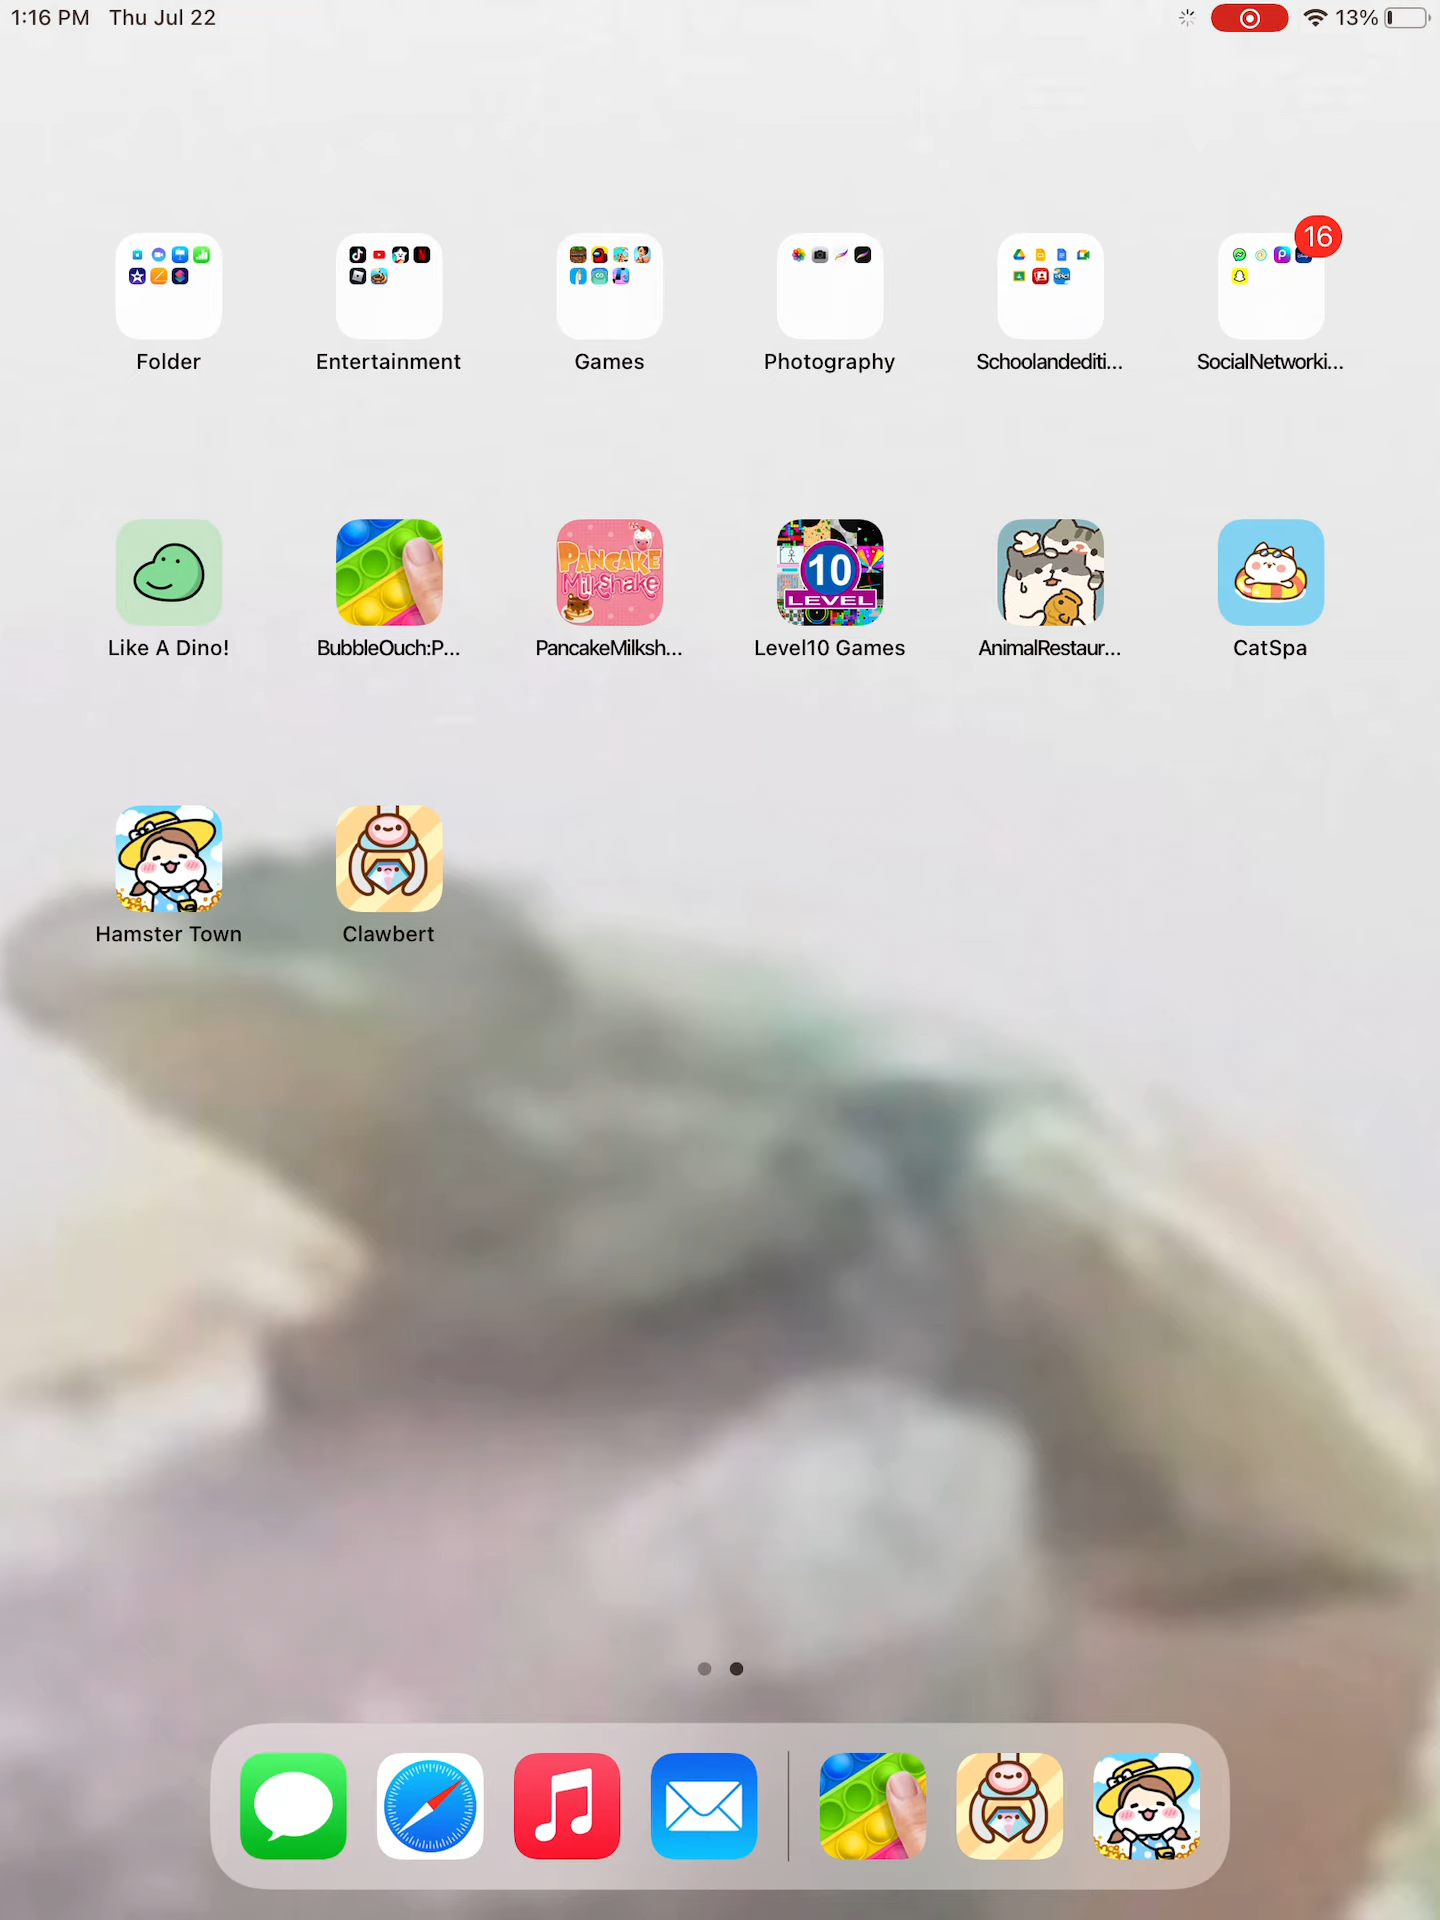 1:16 PM Thu Jul 22
13%
16
Folder
Entertainment
Games
Photography
Schoolandediti...
SocialNetworki...
PANCAKE
MilkShake
10
LEVEL
Like A Dino!
BubbleOuch:P...
PancakeMilksh...
Level10 Games
AnimalRestaur...
CatSpa
Hamster Town
Clawbert